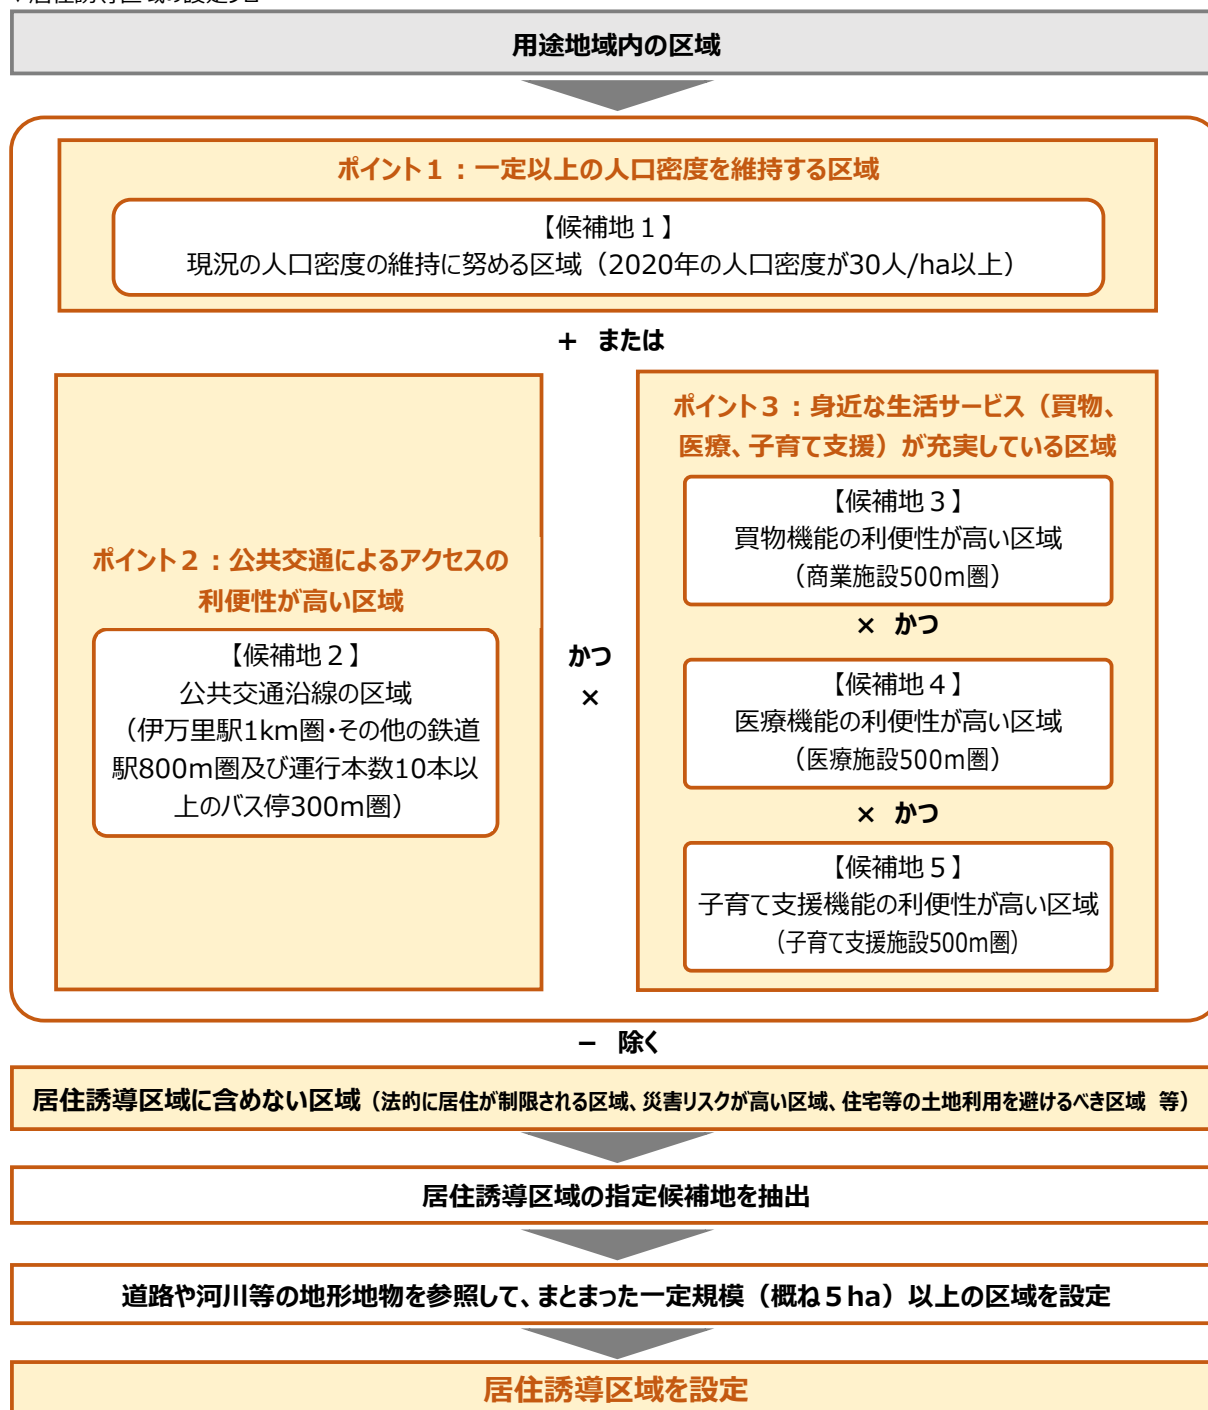 用途地域内の区域
ポイント１：一定以上の人口密度を維持する区域
【候補地１】
現況の人口密度の維持に努める区域（2020年の人口密度が30人/ha以上）
+ または
ポイント２：公共交通によるアクセスの
利便性が高い区域
【候補地２】
公共交通沿線の区域
（伊万里駅1km圏・その他の鉄道
駅800m圏及び運行本数10本以
上のバス停300m圏）
かつ
×
ポイント３：身近な生活サービス（買物、
医療、子育て支援）が充実している区域
【候補地３】
買物機能の利便性が高い区域
（商業施設500m圏）
× かつ
【候補地４】
医療機能の利便性が高い区域
（医療施設500m圏）
× かつ
【候補地５】
子育て支援機能の利便性が高い区域
（子育て支援施設500m圏）
− 除く
居住誘導区域に含めない区域（法的に居住が制限される区域、災害リスクが高い区域、住宅等の土地利用を避けるべき区域 等）
居住誘導区域の指定候補地を抽出
道路や河川等の地形地物を参照して、まとまった一定規模（概ね５ha）以上の区域を設定
居住誘導区域を設定